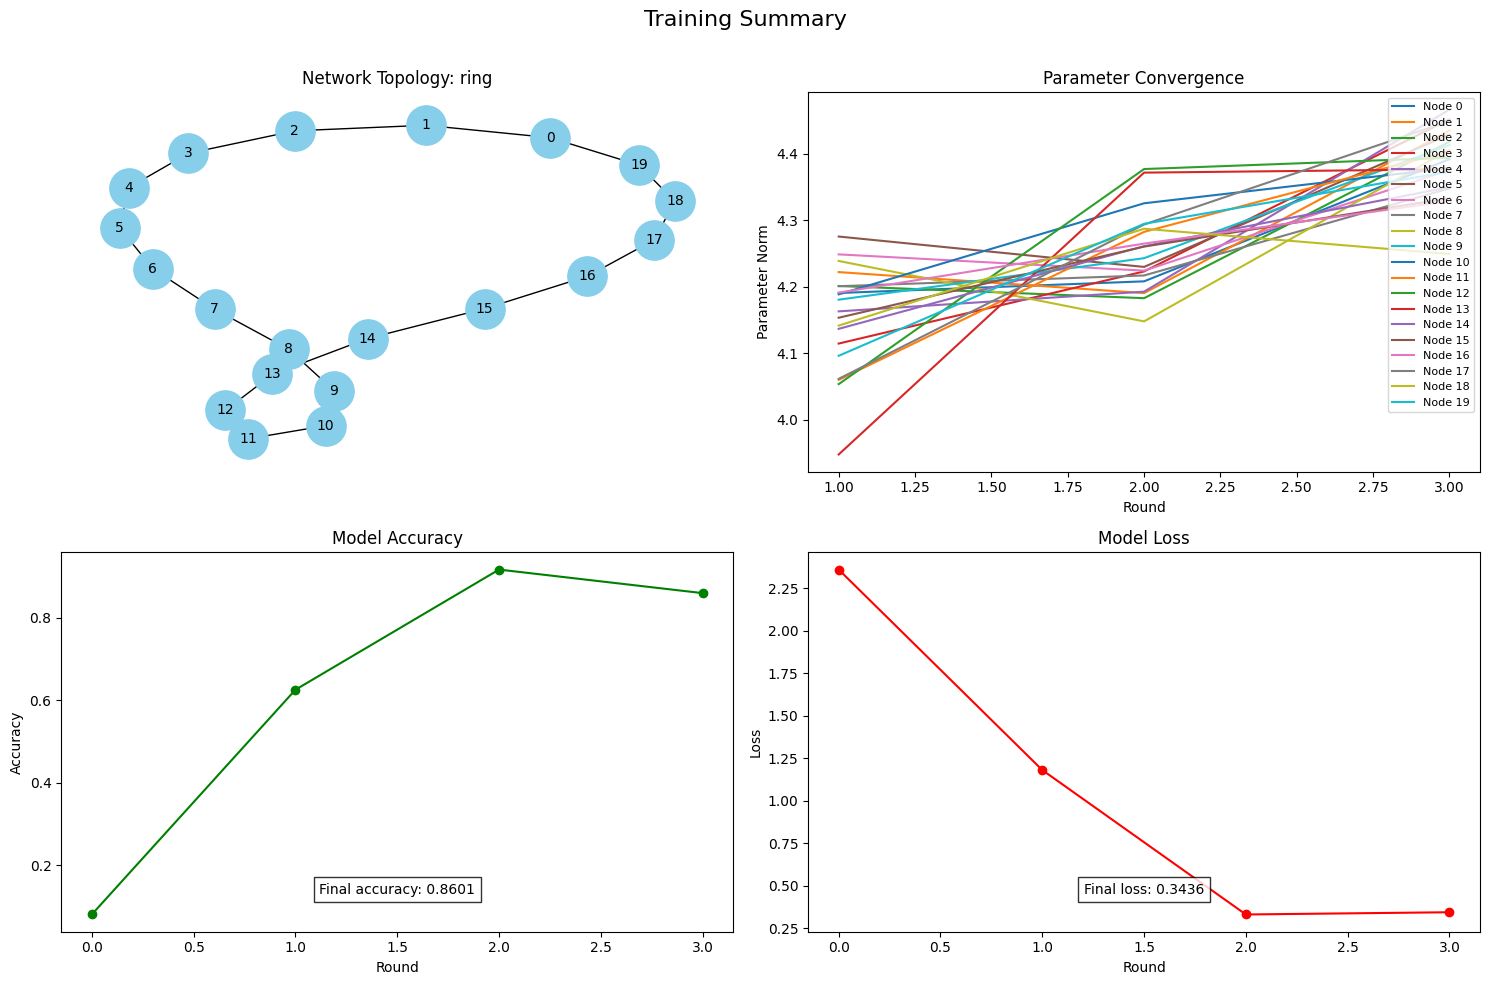 Training Summary
Network Topology: ring
0
1
2
3
4
5
6
7
8
9
10
11
12
13
14
15
16
17
18
19
Parameter Convergence
Parameter Norm
4.4
4.3
4.2
4.1
4.0
1.00 1.25 1.50 1.75 2.00 2.25 2.50 2.75 3.00
Round
Node 0
Node 1
Node 2
Node 3
Node 4
Node 5
Node 6
Node 7
Node 8
Node 9
Node 10
Node 11
Node 12
Node 13
Node 14
Node 15
Node 16
Node 17
Node 18
Node 19
Model Accuracy
Accuracy
0.8
0.6
0.4
0.2
Final accuracy: 0.8601
0.0 0.5 1.0 1.5 2.0 2.5 3.0
Round
Model Loss
Loss
2.25
2.00
1.75
1.50
1.25
1.00
0.75
0.50
0.25
Final loss: 0.3436
0.0 0.5 1.0 1.5 2.0 2.5 3.0
Round